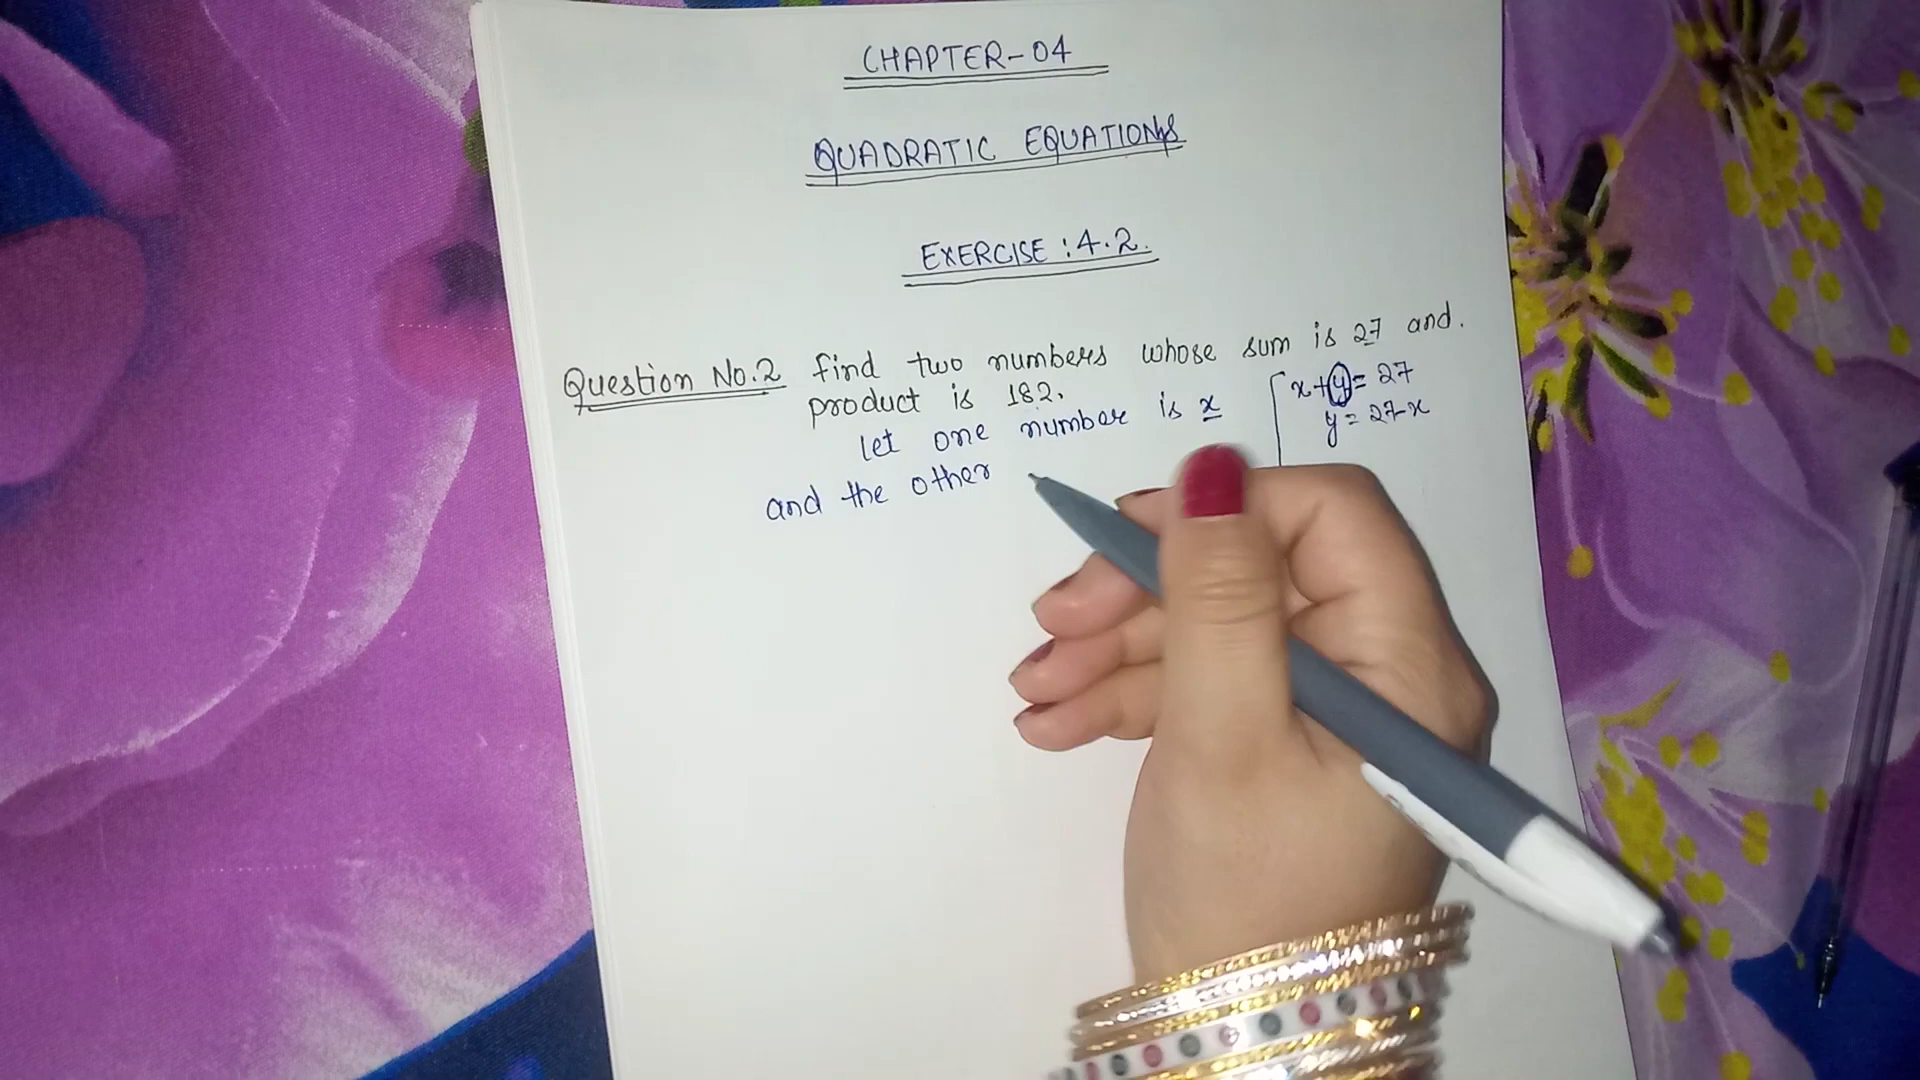 CHAPTER-04
QUADRATIC EQUATIONS
EXERCISE : 4.2.
Question No.2 find two numbers whose sum is 27 and.
product is 182.
let one number is x
x+y = 27
y = 27-x
and the other